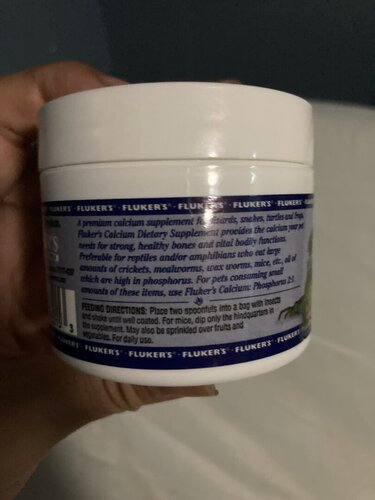 FLUKER'S · FLUKER'S · FLUKER'S · FLUKER'S · FLUKER'S · FLUKER'S · FLUKER'S
A premium calcium supplement for lizards, snakes, turtles and frogs.
Fluker's Calcium Dietary Supplement provides the calcium your pet
needs for strong, healthy bones and vital bodily functions.
Preferable for reptiles and/or amphibians who eat large
amounts of crickets, mealworms, wax worms, mice, etc., all of
which are high in phosphorus. For pets consuming small
amounts of these items, use Fluker's Calcium: Phosphorus 2:1.
FEEDING DIRECTIONS: Place two spoonfuls into a bag with insects
and shake until well coated. For mice, dip only the hindquarters in
the supplement. May also be sprinkled over fruits and
vegetables. For daily use.
3
FLUKER'S · FLUKER'S · FLUKER'S · FLUKER'S · FLUKER'S · FLUKER'S